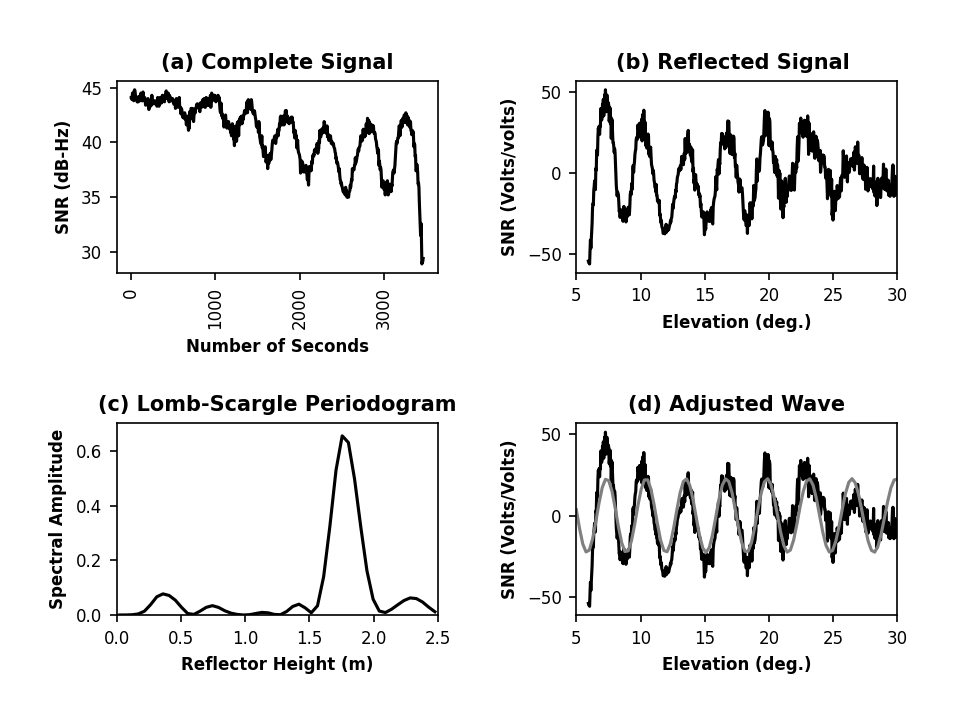 (a) Complete Signal
SNR (dB-Hz)
45
40
35
30
0
1000
2000
3000
Number of Seconds
(b) Reflected Signal
SNR (Volts/volts)
50
0
−50
5 10 15 20 25 30
Elevation (deg.)
(c) Lomb-Scargle Periodogram
Spectral Amplitude
0.6
0.4
0.2
0.0
0.0 0.5 1.0 1.5 2.0 2.5
Reflector Height (m)
(d) Adjusted Wave
SNR (Volts/Volts)
50
0
−50
5 10 15 20 25 30
Elevation (deg.)